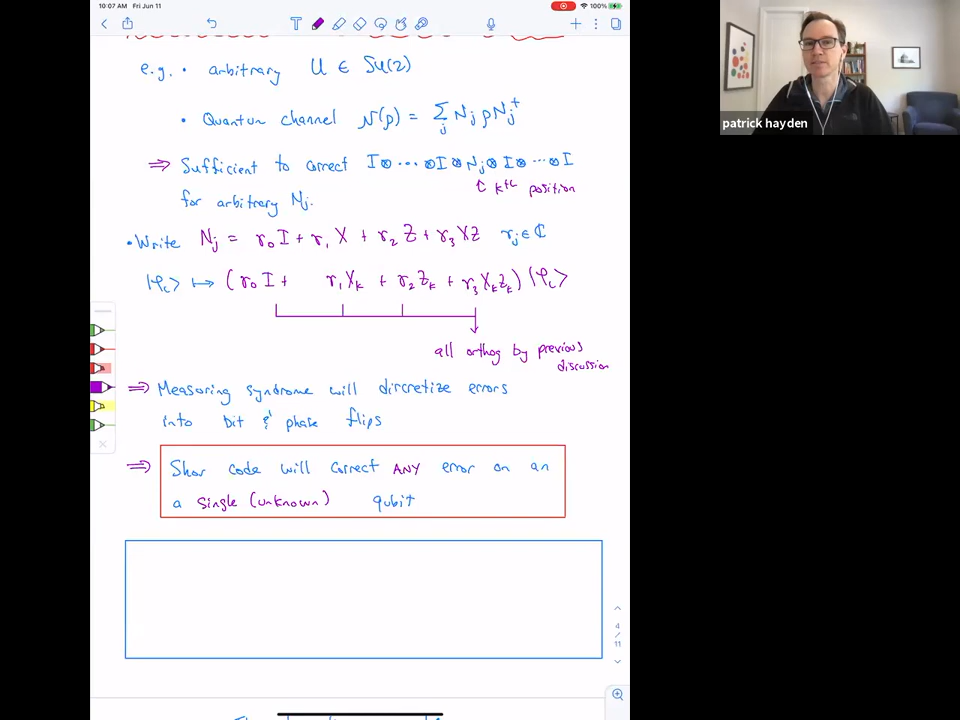 10:07 AM Fri Jun 11
100%
e.g. • arbitrary U ∈ SU(2)
• Quantum channel N(ρ) = Σ_j N_j ρ N_j†
⇒ Sufficient to correct I⊗···⊗I⊗N_j⊗I⊗···⊗I
↑ kth position
for arbitrary N_j.
• Write N_j = r_0 I + r_1 X + r_2 Z + r_3 XZ r_j ∈ ℂ
|φ_c⟩ ↦ (r_0 I + r_1 X_k + r_2 Z_k + r_3 X_k Z_k) |φ_c⟩
all orthog by previous
discussion
⇒ Measuring syndrome will discretize errors
into bit & phase flips
⇒ Shor code will correct ANY error on an
a single (unknown) qubit
4
/
11
patrick hayden